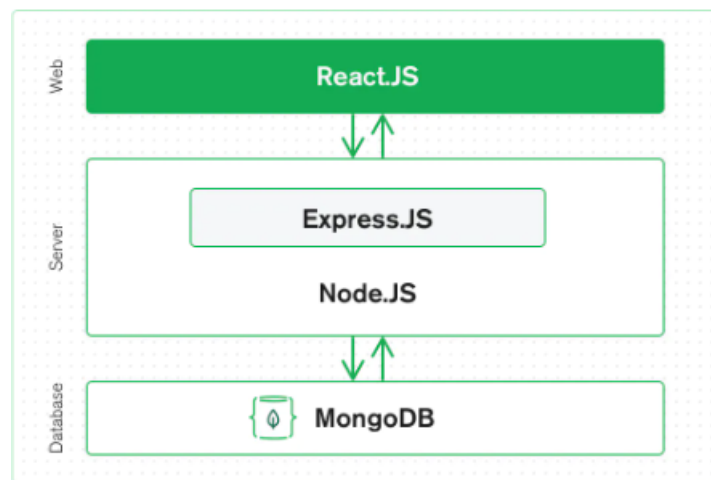 Web
React.JS
Server
Express.JS
Node.JS
Database
MongoDB